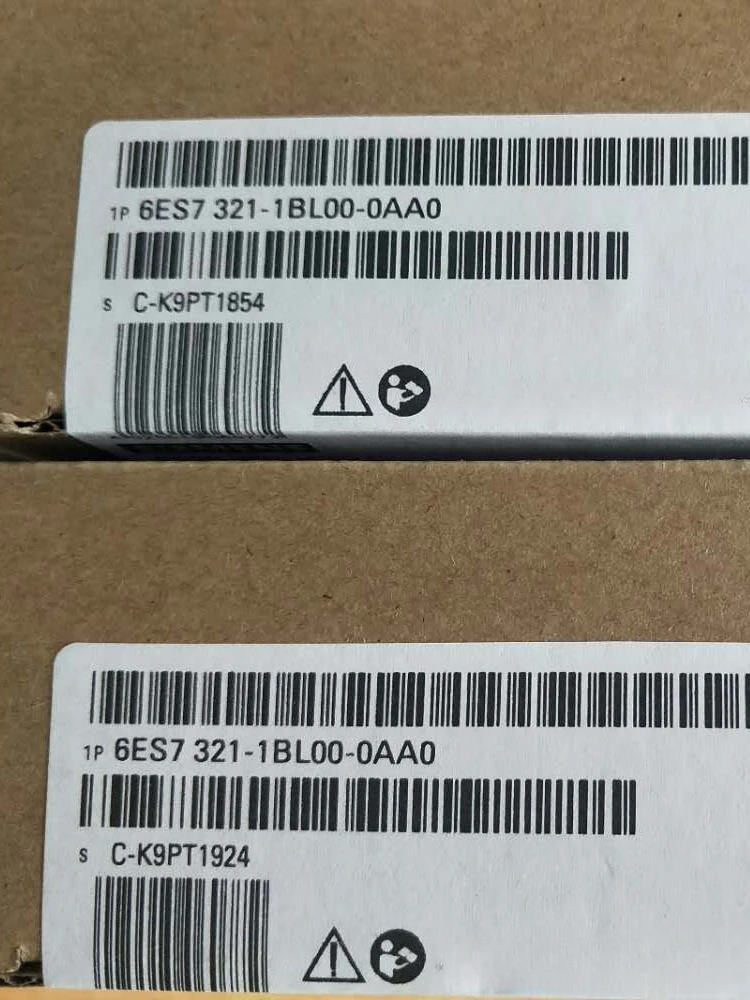 1P 6ES7 321-1BL00-0AA0
S C-K9PT1854
1P 6ES7 321-1BL00-0AA0
S C-K9PT1924